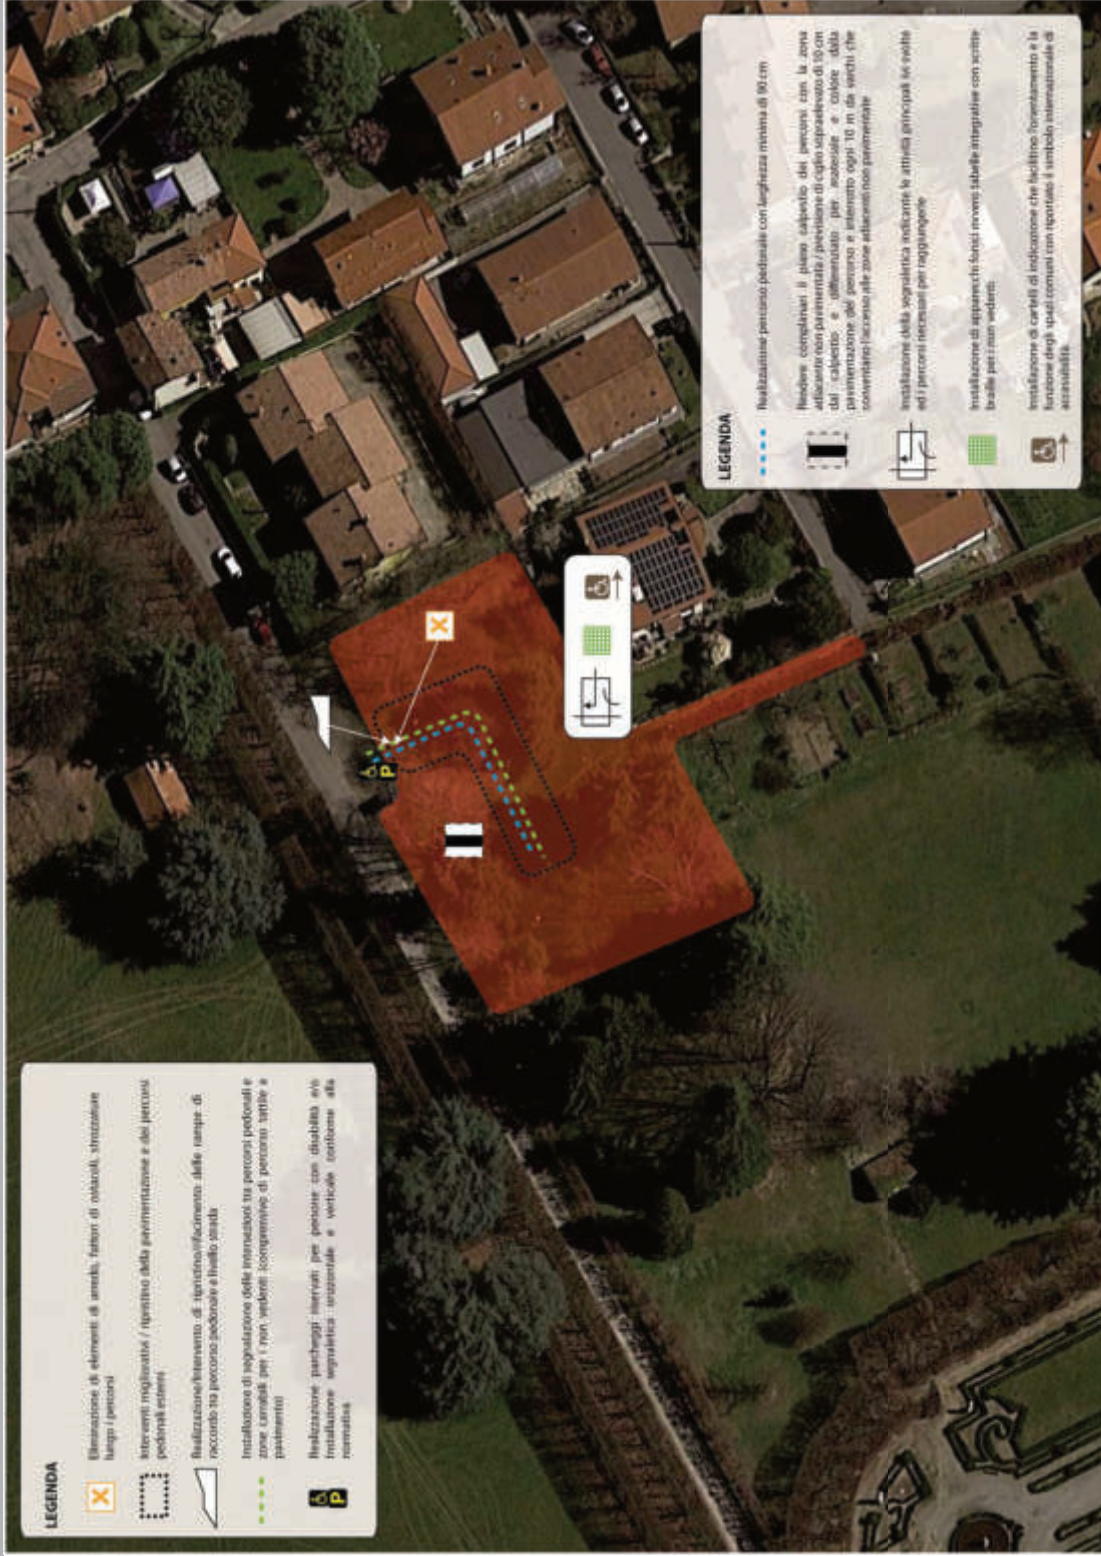 LEGENDA
Eliminazione di elementi di arredo, fattori di ostacoli, strozzature
lungo i percorsi
Interventi migliorativi / ripristino della pavimentazione e dei percorsi
pedonali esterni
Realizzazione/intervento di ripristino/rifacimento delle rampe di
raccordo tra percorso pedonale e livello strada
Installazione di segnalazione delle intersezioni tra percorsi pedonali e
zone carrabili per i non vedenti (comprensive di percorso tattile a
pavimento)
Realizzazione parcheggi riservati per persone con disabilità e/o
installazione segnaletica orizzontale e verticale conforme alla
normativa
P
P
LEGENDA
Realizzazione percorso pedonale con larghezza minima di 90 cm
Rendere complanari il piano calpestio dei percorsi con la zona
adiacente non pavimentata / previsione di ciglio sopraelevato di 10 cm
dal calpestio e differenziato per materiale e colore dalla
pavimentazione del percorso e interrotto ogni 10 m da varchi che
consentano l'accesso alle zone adiacenti non pavimentate
Installazione della segnaletica indicante le attività principali ivi svolte
ed i percorsi necessari per raggiungerle
Installazione di apparecchi fonici ovvero tabelle integrative con scritte
braille per i non vedenti
Installazione di cartelli di indicazione che facilitino l'orientamento e la
funzione degli spazi comuni con riportato il simbolo internazionale di
accessibilità.